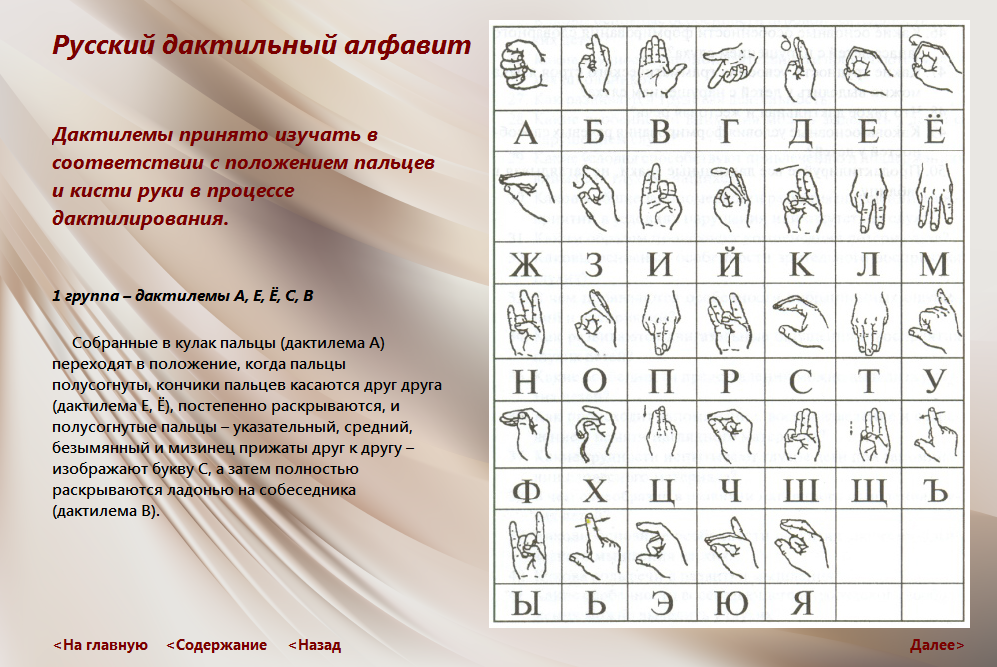 Русский дактильный алфавит
Дактилемы принято изучать в
соответствии с положением пальцев
и кисти руки в процессе
дактилирования.
1 группа – дактилемы А, Е, Ё, С, В
Собранные в кулак пальцы (дактилема А)
переходят в положение, когда пальцы
полусогнуты, кончики пальцев касаются друг друга
(дактилема Е, Ё), постепенно раскрываются, и
полусогнутые пальцы – указательный, средний,
безымянный и мизинец прижаты друг к другу –
изображают букву С, а затем полностью
раскрываются ладонью на собеседника
(дактилема В).
А Б В Г Д Е Ё
Ж З И Й К Л М
Н О П Р С Т У
Ф Х Ц Ч Ш Щ Ъ
Ы Ь Э Ю Я
<На главную <Содержание <Назад Далее>